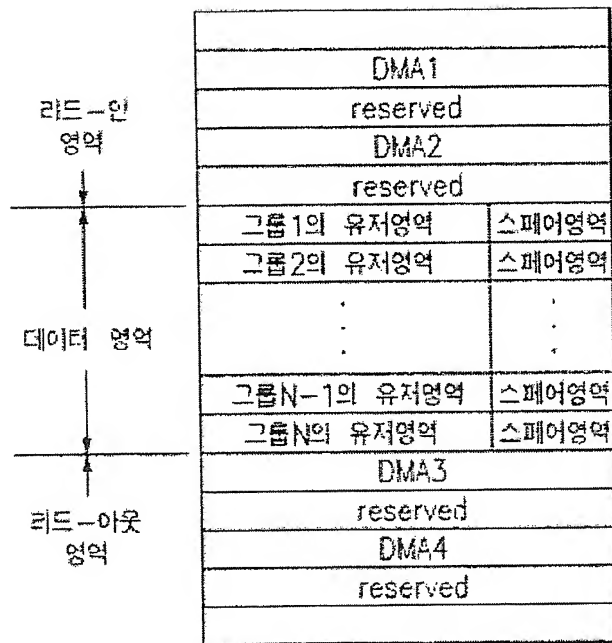 DMA1
reserved
DMA2
reserved
리드-인
영역
그룹1의 유저영역 스페어영역
그룹2의 유저영역 스페어영역
데이터 영역
그룹N-1의 유저영역 스페어영역
그룹N의 유저영역 스페어영역
DMA3
reserved
DMA4
reserved
리드-아웃
영역